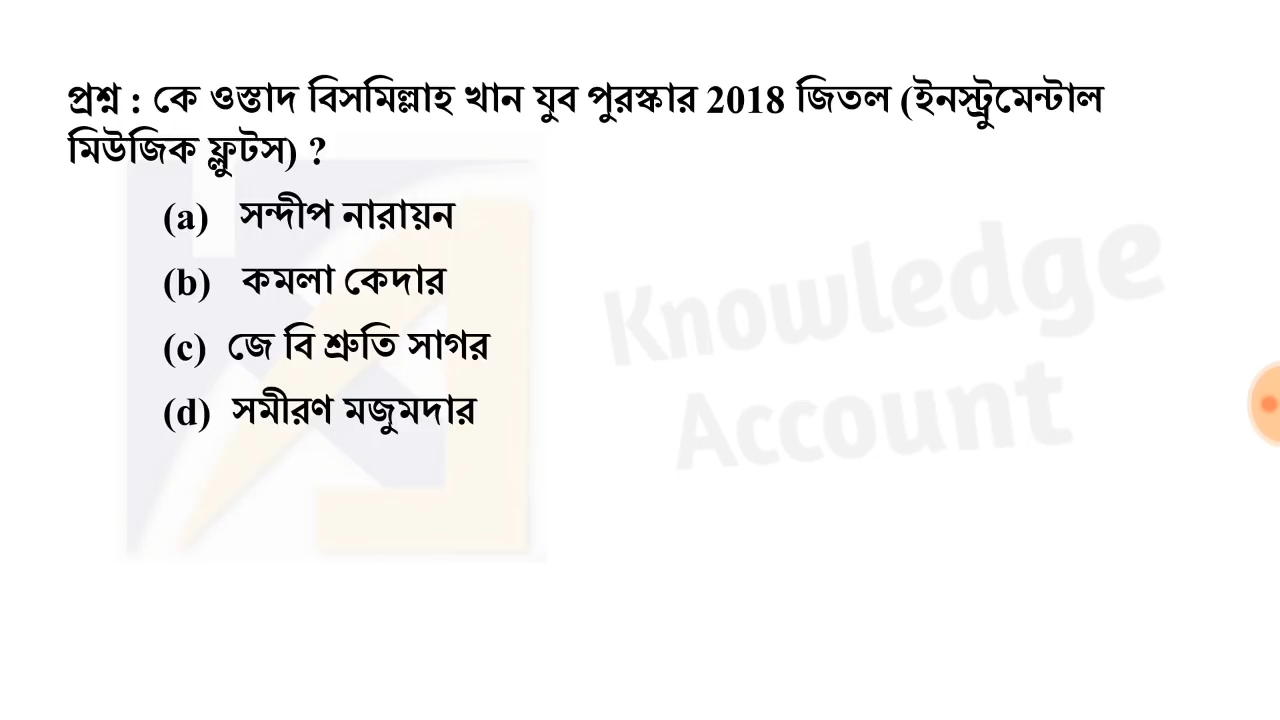 প্রশ্ন : কে ওস্তাদ বিসমিল্লাহ খান যুব পুরস্কার 2018 জিতল (ইনস্ট্রুমেন্টাল
মিউজিক ফ্লুটস) ?
(a) সন্দীপ নারায়ন
(b) কমলা কেদার
(c) জে বি শ্রুতি সাগর
(d) সমীরণ মজুমদার
Knowledge
Account